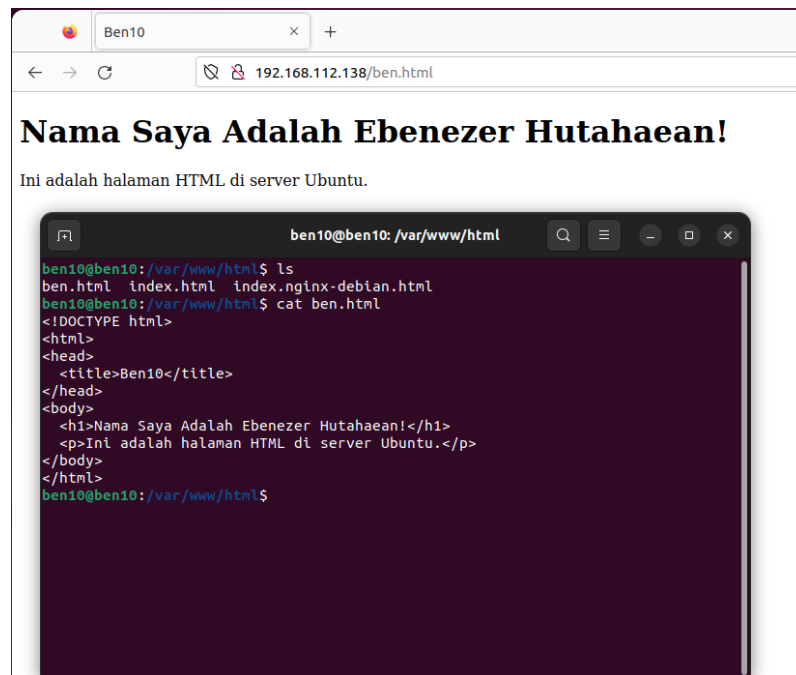 Ben10
192.168.112.138/ben.html
Nama Saya Adalah Ebenezer Hutahaean!
Ini adalah halaman HTML di server Ubuntu.
ben10@ben10: /var/www/html
ben10@ben10:/var/www/html$ ls
ben.html  index.html  index.nginx-debian.html
ben10@ben10:/var/www/html$ cat ben.html
<!DOCTYPE html>
<html>
<head>
  <title>Ben10</title>
</head>
<body>
  <h1>Nama Saya Adalah Ebenezer Hutahaean!</h1>
  <p>Ini adalah halaman HTML di server Ubuntu.</p>
</body>
</html>
ben10@ben10:/var/www/html$